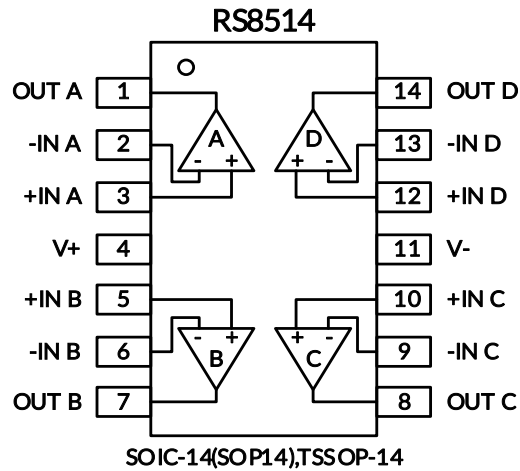 RS8514
OUT A 1 14 OUT D
-IN A 2 A D 13 -IN D
- + + -
+IN A 3 12 +IN D
V+ 4 11 V-
+IN B 5 10 +IN C
- + + -
-IN B 6 B C 9 -IN C
OUT B 7 8 OUT C
SOIC-14(SOP14),TSSOP-14